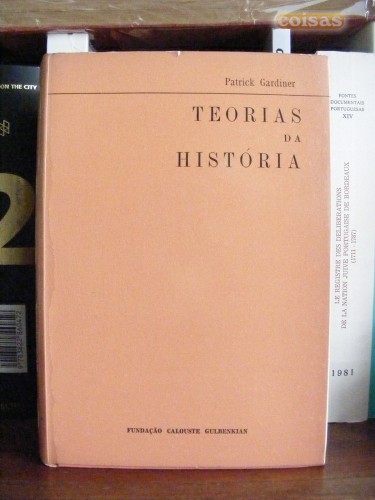 coisas
Patrick Gardiner
TEORIAS
DA
HISTÓRIA
FUNDAÇÃO CALOUSTE GULBENKIAN
ON THE CITY
2
FONTES
DOCUMENTAIS
PORTUGUESAS
XIV
LE REGISTRE DES DÉLIBÉRATIONS
DE LA NATION JUIVE PORTUGAISE DE BORDEAUX
(1711-1787)
1981